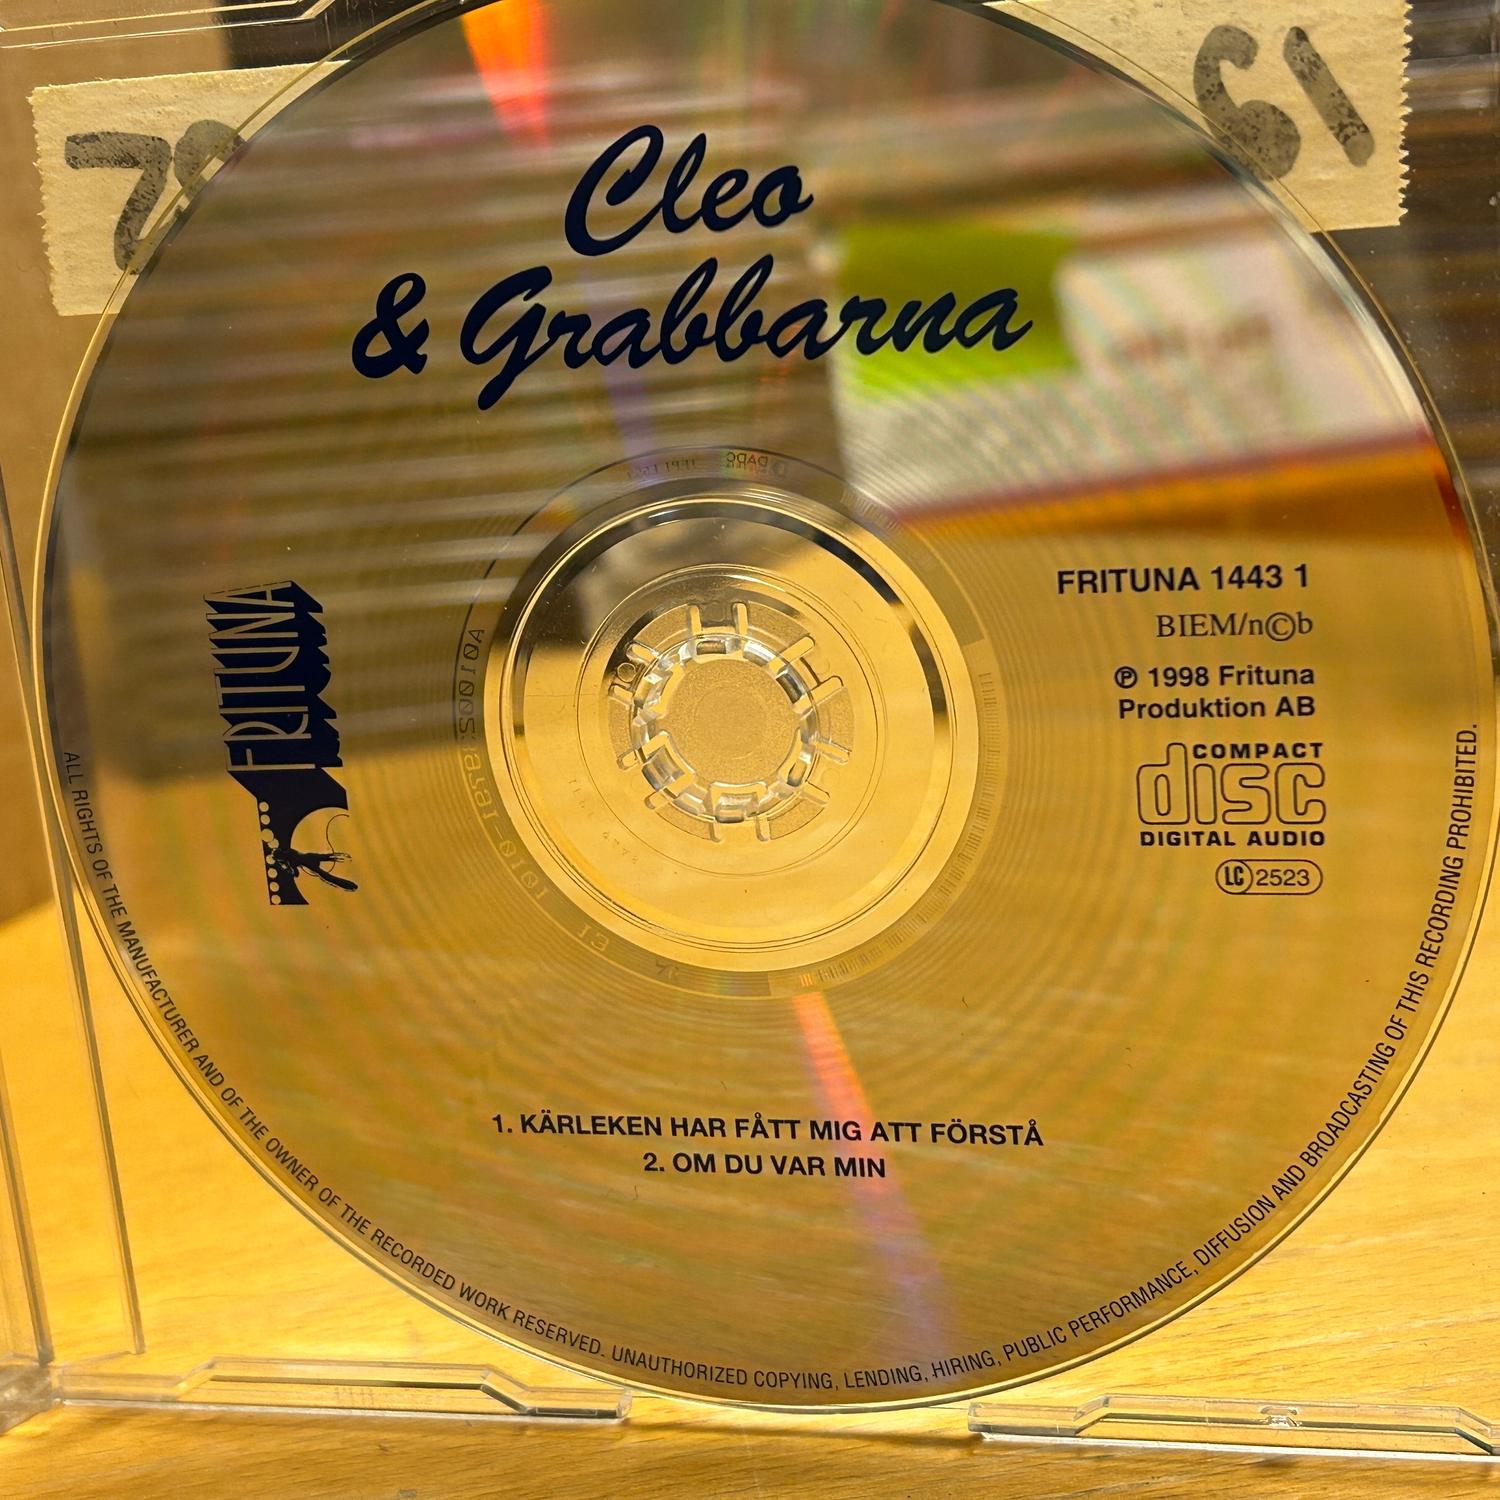 61
Cleo
& Grabbarna
FRITUNA
FRITUNA 1443 1
BIEM/n©b
℗ 1998 Frituna
Produktion AB
COMPACT
disc
DIGITAL AUDIO
LC 2523
1. KÄRLEKEN HAR FÅTT MIG ATT FÖRSTÅ
2. OM DU VAR MIN
ALL RIGHTS OF THE MANUFACTURER AND OF THE OWNER OF THE RECORDED WORK RESERVED. UNAUTHORIZED COPYING, LENDING, HIRING, PUBLIC PERFORMANCE, DIFFUSION AND BROADCASTING OF THIS RECORDING PROHIBITED.
DADC